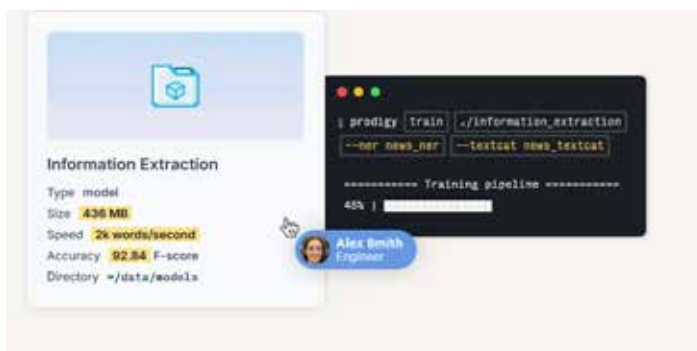 Information Extraction
Type model
Size 436 MB
Speed 2k words/second
Accuracy 92.84 F-score
Directory ~/data/models
prodigy train ./information_extraction
--ner news_ner --textcat news_textcat
========== Training pipeline ==========
48% |
Alex Smith
Engineer